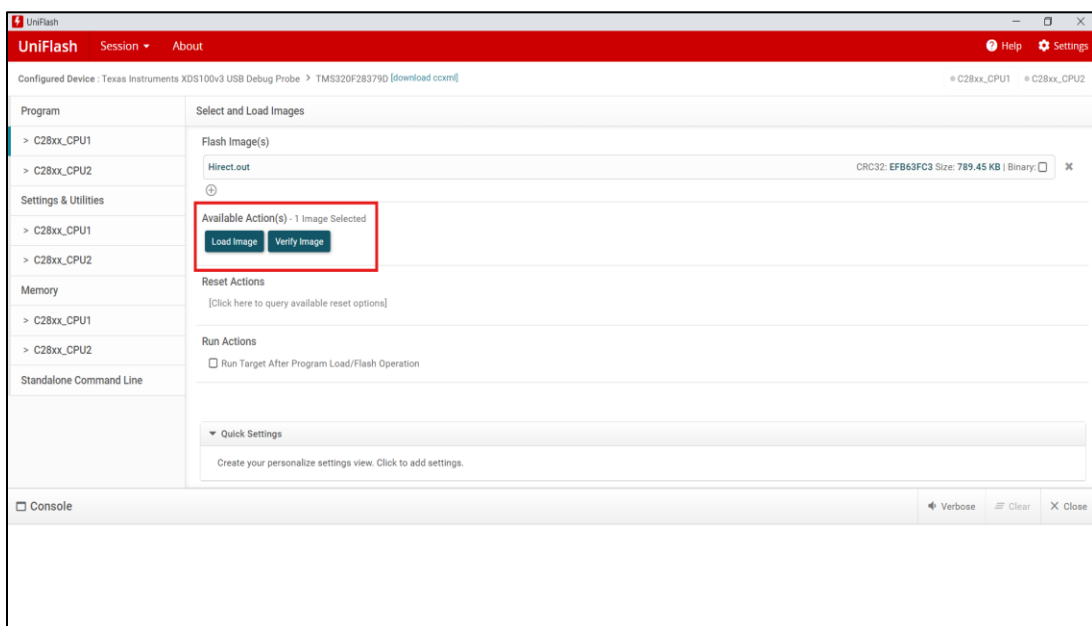 UniFlash
UniFlash Session About Help Settings
Configured Device : Texas Instruments XDS100v3 USB Debug Probe > TMS320F28379D [download ccxml] C28xx_CPU1 C28xx_CPU2
Program
> C28xx_CPU1
> C28xx_CPU2
Settings & Utilities
> C28xx_CPU1
> C28xx_CPU2
Memory
> C28xx_CPU1
> C28xx_CPU2
Standalone Command Line
Select and Load Images
Flash Image(s)
Hirect.out CRC32: EFB63FC3 Size: 789.45 KB | Binary:
Available Action(s) - 1 Image Selected
Load Image Verify Image
Reset Actions
[Click here to query available reset options]
Run Actions
Run Target After Program Load/Flash Operation
Quick Settings
Create your personalize settings view. Click to add settings.
Console Verbose Clear Close